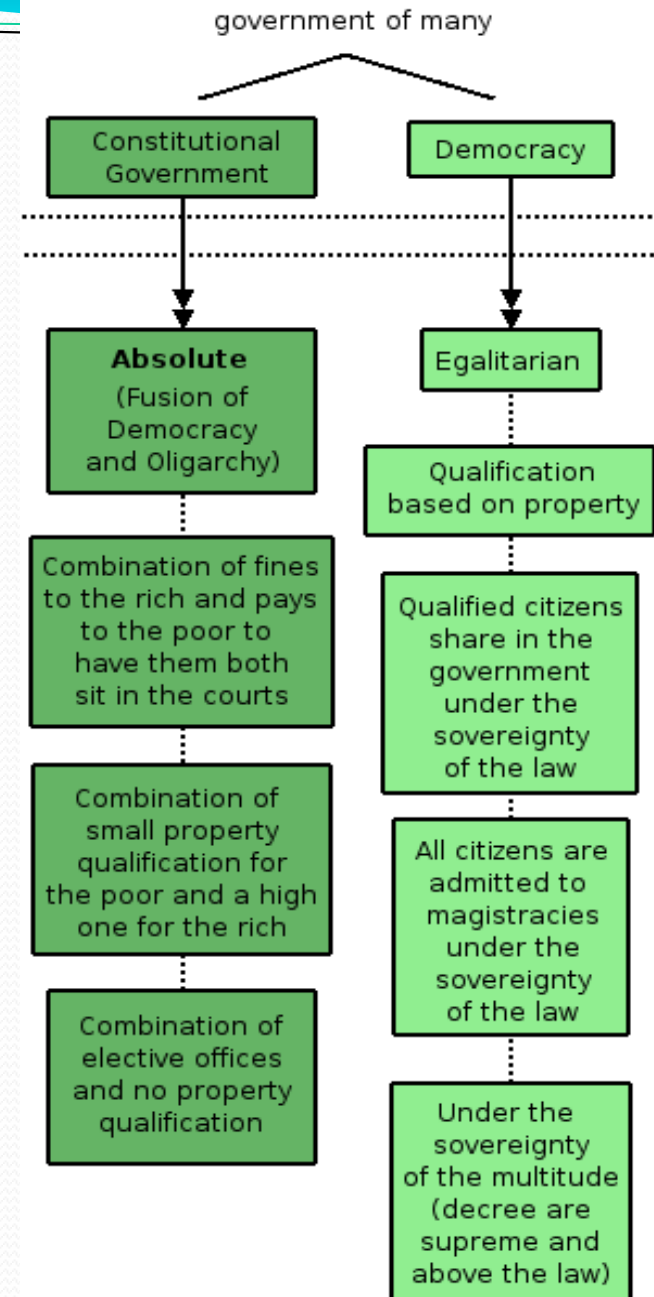 government of many
Constitutional
Government
Democracy
Absolute
(Fusion of
Democracy
and Oligarchy)
Combination of fines
to the rich and pays
to the poor to
have them both
sit in the courts
Combination of
small property
qualification for
the poor and a high
one for the rich
Combination of
elective offices
and no property
qualification
Egalitarian
Qualification
based on property
Qualified citizens
share in the
government
under the
sovereignty
of the law
All citizens are
admitted to
magistracies
under the
sovereignty
of the law
Under the
sovereignty
of the multitude
(decree are
supreme and
above the law)